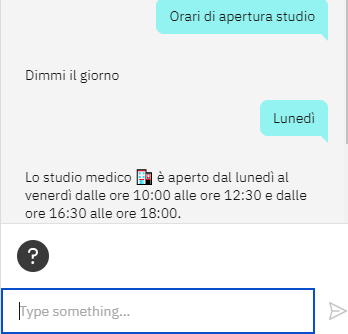 Orari di apertura studio
Dimmi il giorno
Lunedì
Lo studio medico 🏥 è aperto dal lunedì al
venerdì dalle ore 10:00 alle ore 12:30 e dalle
ore 16:30 alle ore 18:00.
?
Type something...